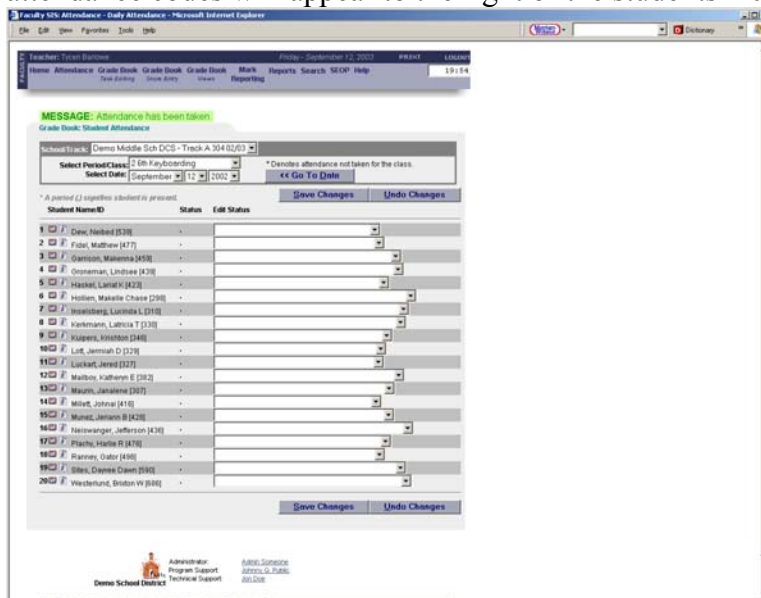 attendance codes will appear to the right of the students
Faculty SIS: Attendance - Daily Attendance - Microsoft Internet Explorer
File Edit View Favorites Tools Help
Dictionary
FACULTY
Teacher: Tyceri Barlowe Friday - September 12, 2003 PRINT LOGOUT
Home Attendance Grade Book Grade Book Grade Book Mark Reports Search SEOP Help 19:54
Task Editing Score Entry Views Reporting
MESSAGE: Attendance has been taken.
Grade Book: Student Attendance
School/Track: Demo Middle Sch DCS - Track A 304 02/03
Select Period/Class: 2 6th Keyboarding * Denotes attendance not taken for the class.
Select Date: September 12 2002 << Go To Date
* A period (.) signifies student is present. Save Changes Undo Changes
Student Name/ID Status Edit Status
1 Dew, Neibed [539] .
2 Fidel, Matthew [477] .
3 Garrison, Makenna [459] .
4 Groneman, Lindsee [439] .
5 Haskel, Lariat K [423] .
6 Hollien, Makelle Chase [298] .
7 Inselsberg, Lucinda L [310] .
8 Kerkmann, Latricia T [330] .
9 Kuipers, Krishton [346] .
10 Lott, Jermiah D [329] .
11 Luckart, Jered [327] .
12 Mailboy, Katheryn E [382] .
13 Maurin, Janalene [307] .
14 Millett, Johnai [416] .
15 Munez, Jenann B [428] .
16 Neiswanger, Jefferson [436] .
17 Plachy, Harlie R [478] .
18 Ranney, Gator [496] .
19 Stiles, Daynee Dawn [590] .
20 Westerlund, Brixton W [686] .
Save Changes Undo Changes
Administrator: Admin Someone
Program Support: Johnny G. Public
Technical Support: Jon Doe
Demo School District